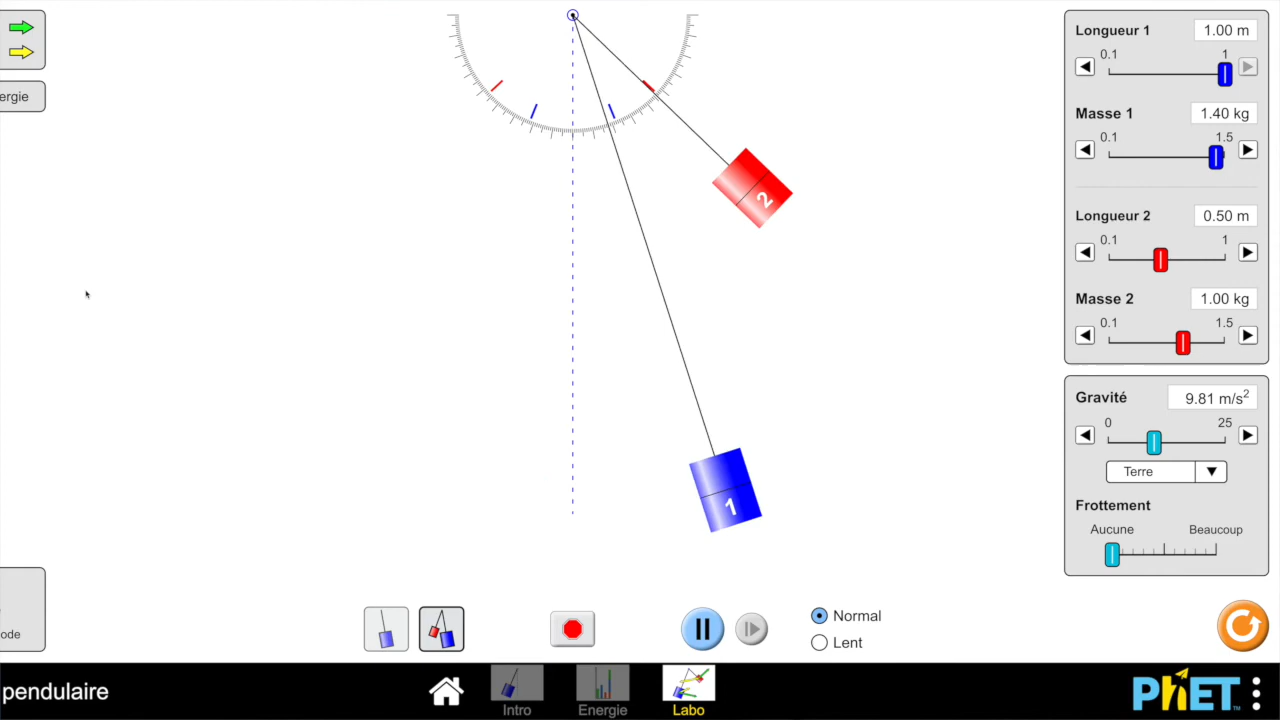 ergie
ode
2
1
Longueur 1
1.00 m
0.1
1
Masse 1
1.40 kg
0.1
1.5
Longueur 2
0.50 m
0.1
1
Masse 2
1.00 kg
0.1
1.5
Gravité
9.81 m/s²
0
25
Terre
Frottement
Aucune
Beaucoup
Normal
Lent
pendulaire
Intro
Energie
Labo
PhET™